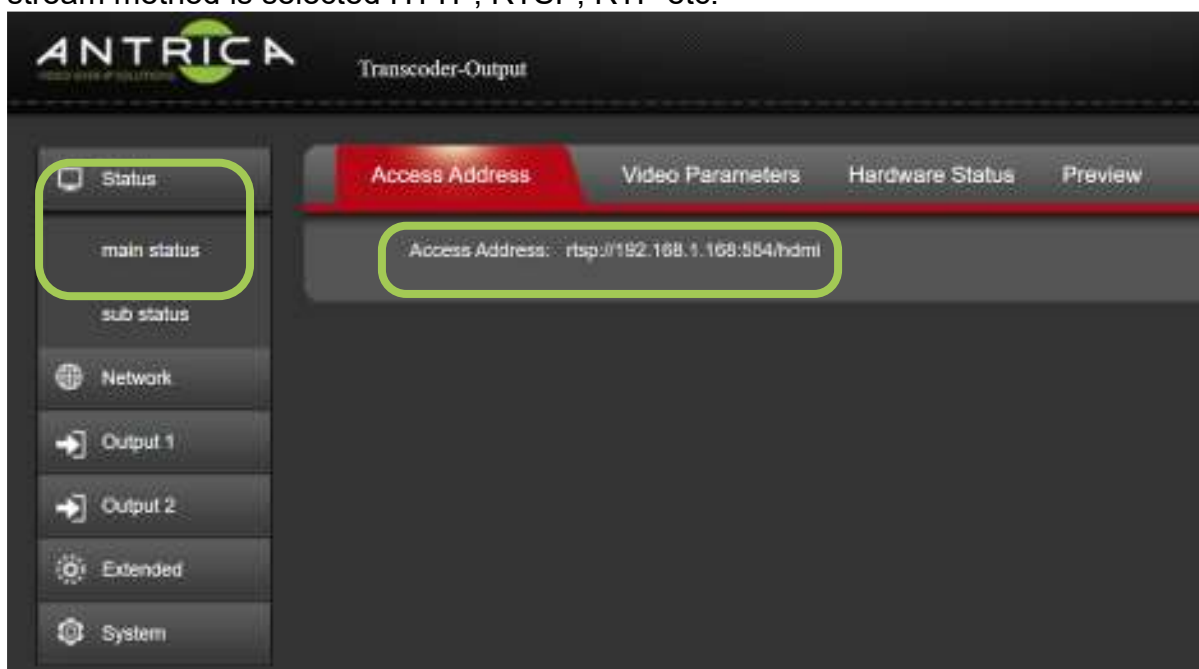 stream method is selected HTTP, RTSP, RTP etc.
ANTRICA
Transcoder-Output
Status
Access Address
Video Parameters
Hardware Status
Preview
main status
Access Address: rtsp://192.168.1.168:554/hdmi
sub status
Network
Output 1
Output 2
Extended
System